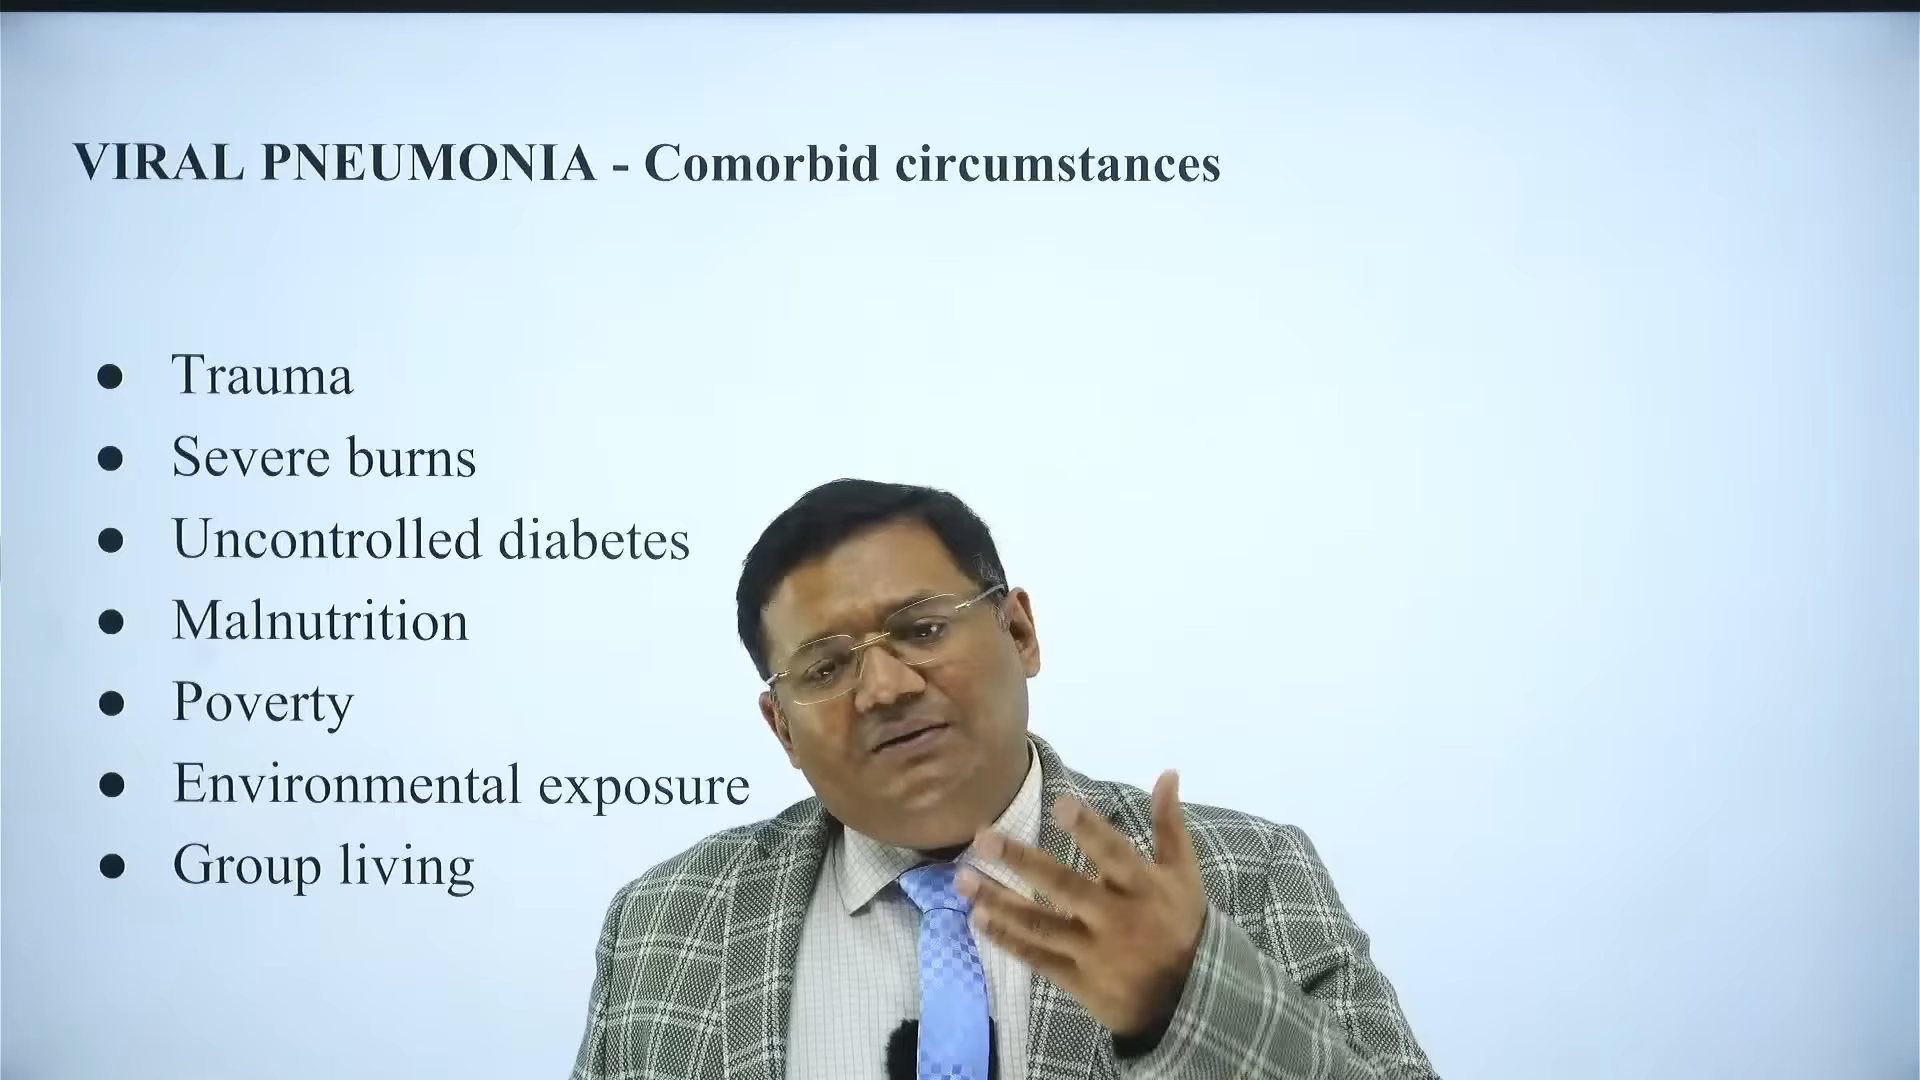 VIRAL PNEUMONIA - Comorbid circumstances
● Trauma
● Severe burns
● Uncontrolled diabetes
● Malnutrition
● Poverty
● Environmental exposure
● Group living